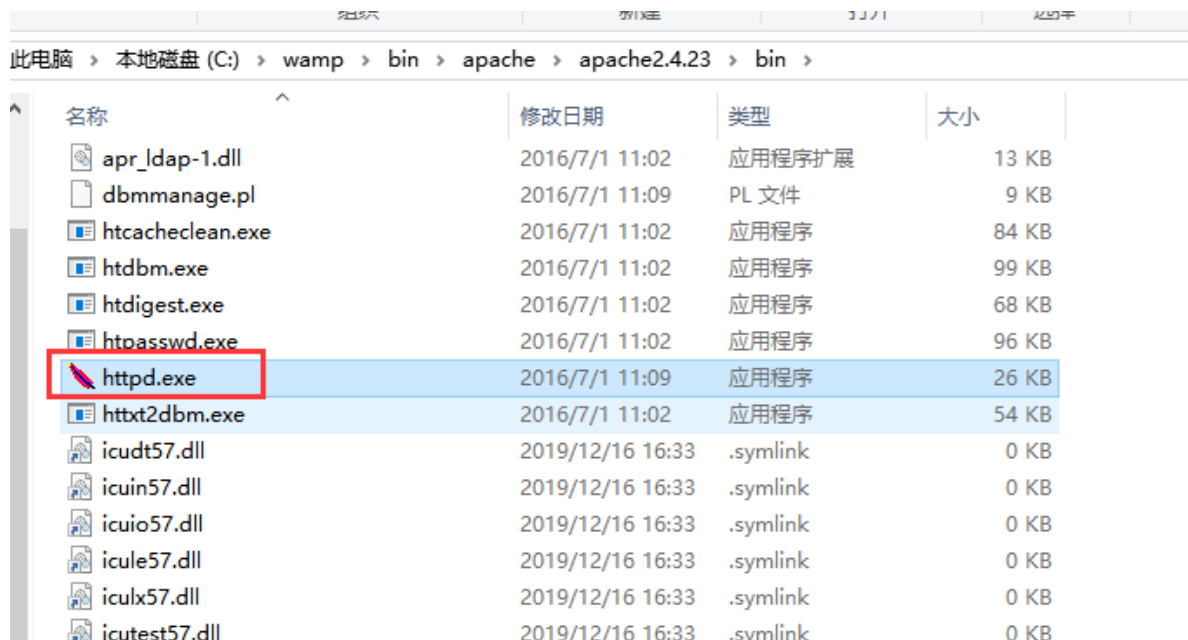 组织 新建 打开 选择
此电脑 > 本地磁盘 (C:) > wamp > bin > apache > apache2.4.23 > bin >
名称 修改日期 类型 大小
apr_ldap-1.dll 2016/7/1 11:02 应用程序扩展 13 KB
dbmmanage.pl 2016/7/1 11:09 PL 文件 9 KB
htcacheclean.exe 2016/7/1 11:02 应用程序 84 KB
htdbm.exe 2016/7/1 11:02 应用程序 99 KB
htdigest.exe 2016/7/1 11:02 应用程序 68 KB
htpasswd.exe 2016/7/1 11:02 应用程序 96 KB
httpd.exe 2016/7/1 11:09 应用程序 26 KB
httxt2dbm.exe 2016/7/1 11:02 应用程序 54 KB
icudt57.dll 2019/12/16 16:33 .symlink 0 KB
icuin57.dll 2019/12/16 16:33 .symlink 0 KB
icuio57.dll 2019/12/16 16:33 .symlink 0 KB
icule57.dll 2019/12/16 16:33 .symlink 0 KB
iculx57.dll 2019/12/16 16:33 .symlink 0 KB
icutest57.dll 2019/12/16 16:33 .symlink 0 KB